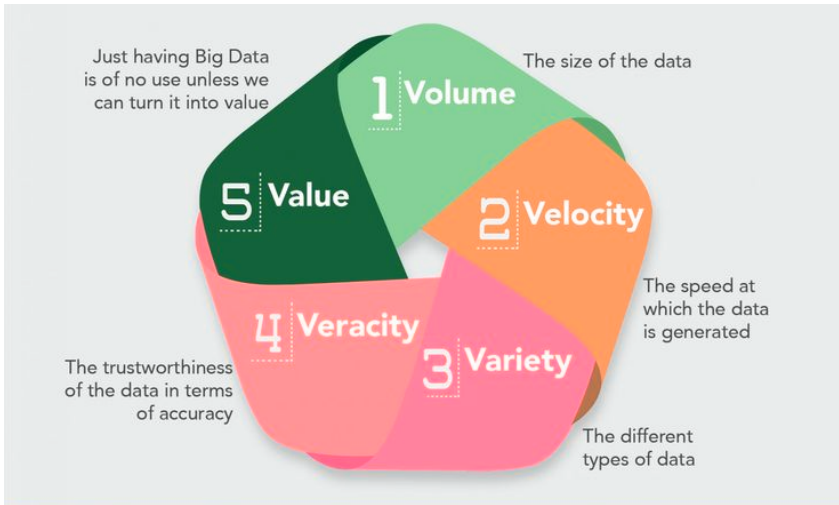 Just having Big Data
is of no use unless we
can turn it into value
1 Volume
The size of the data
5 Value
2 Velocity
The speed at
which the data
is generated
4 Veracity
The trustworthiness
of the data in terms
of accuracy
3 Variety
The different
types of data